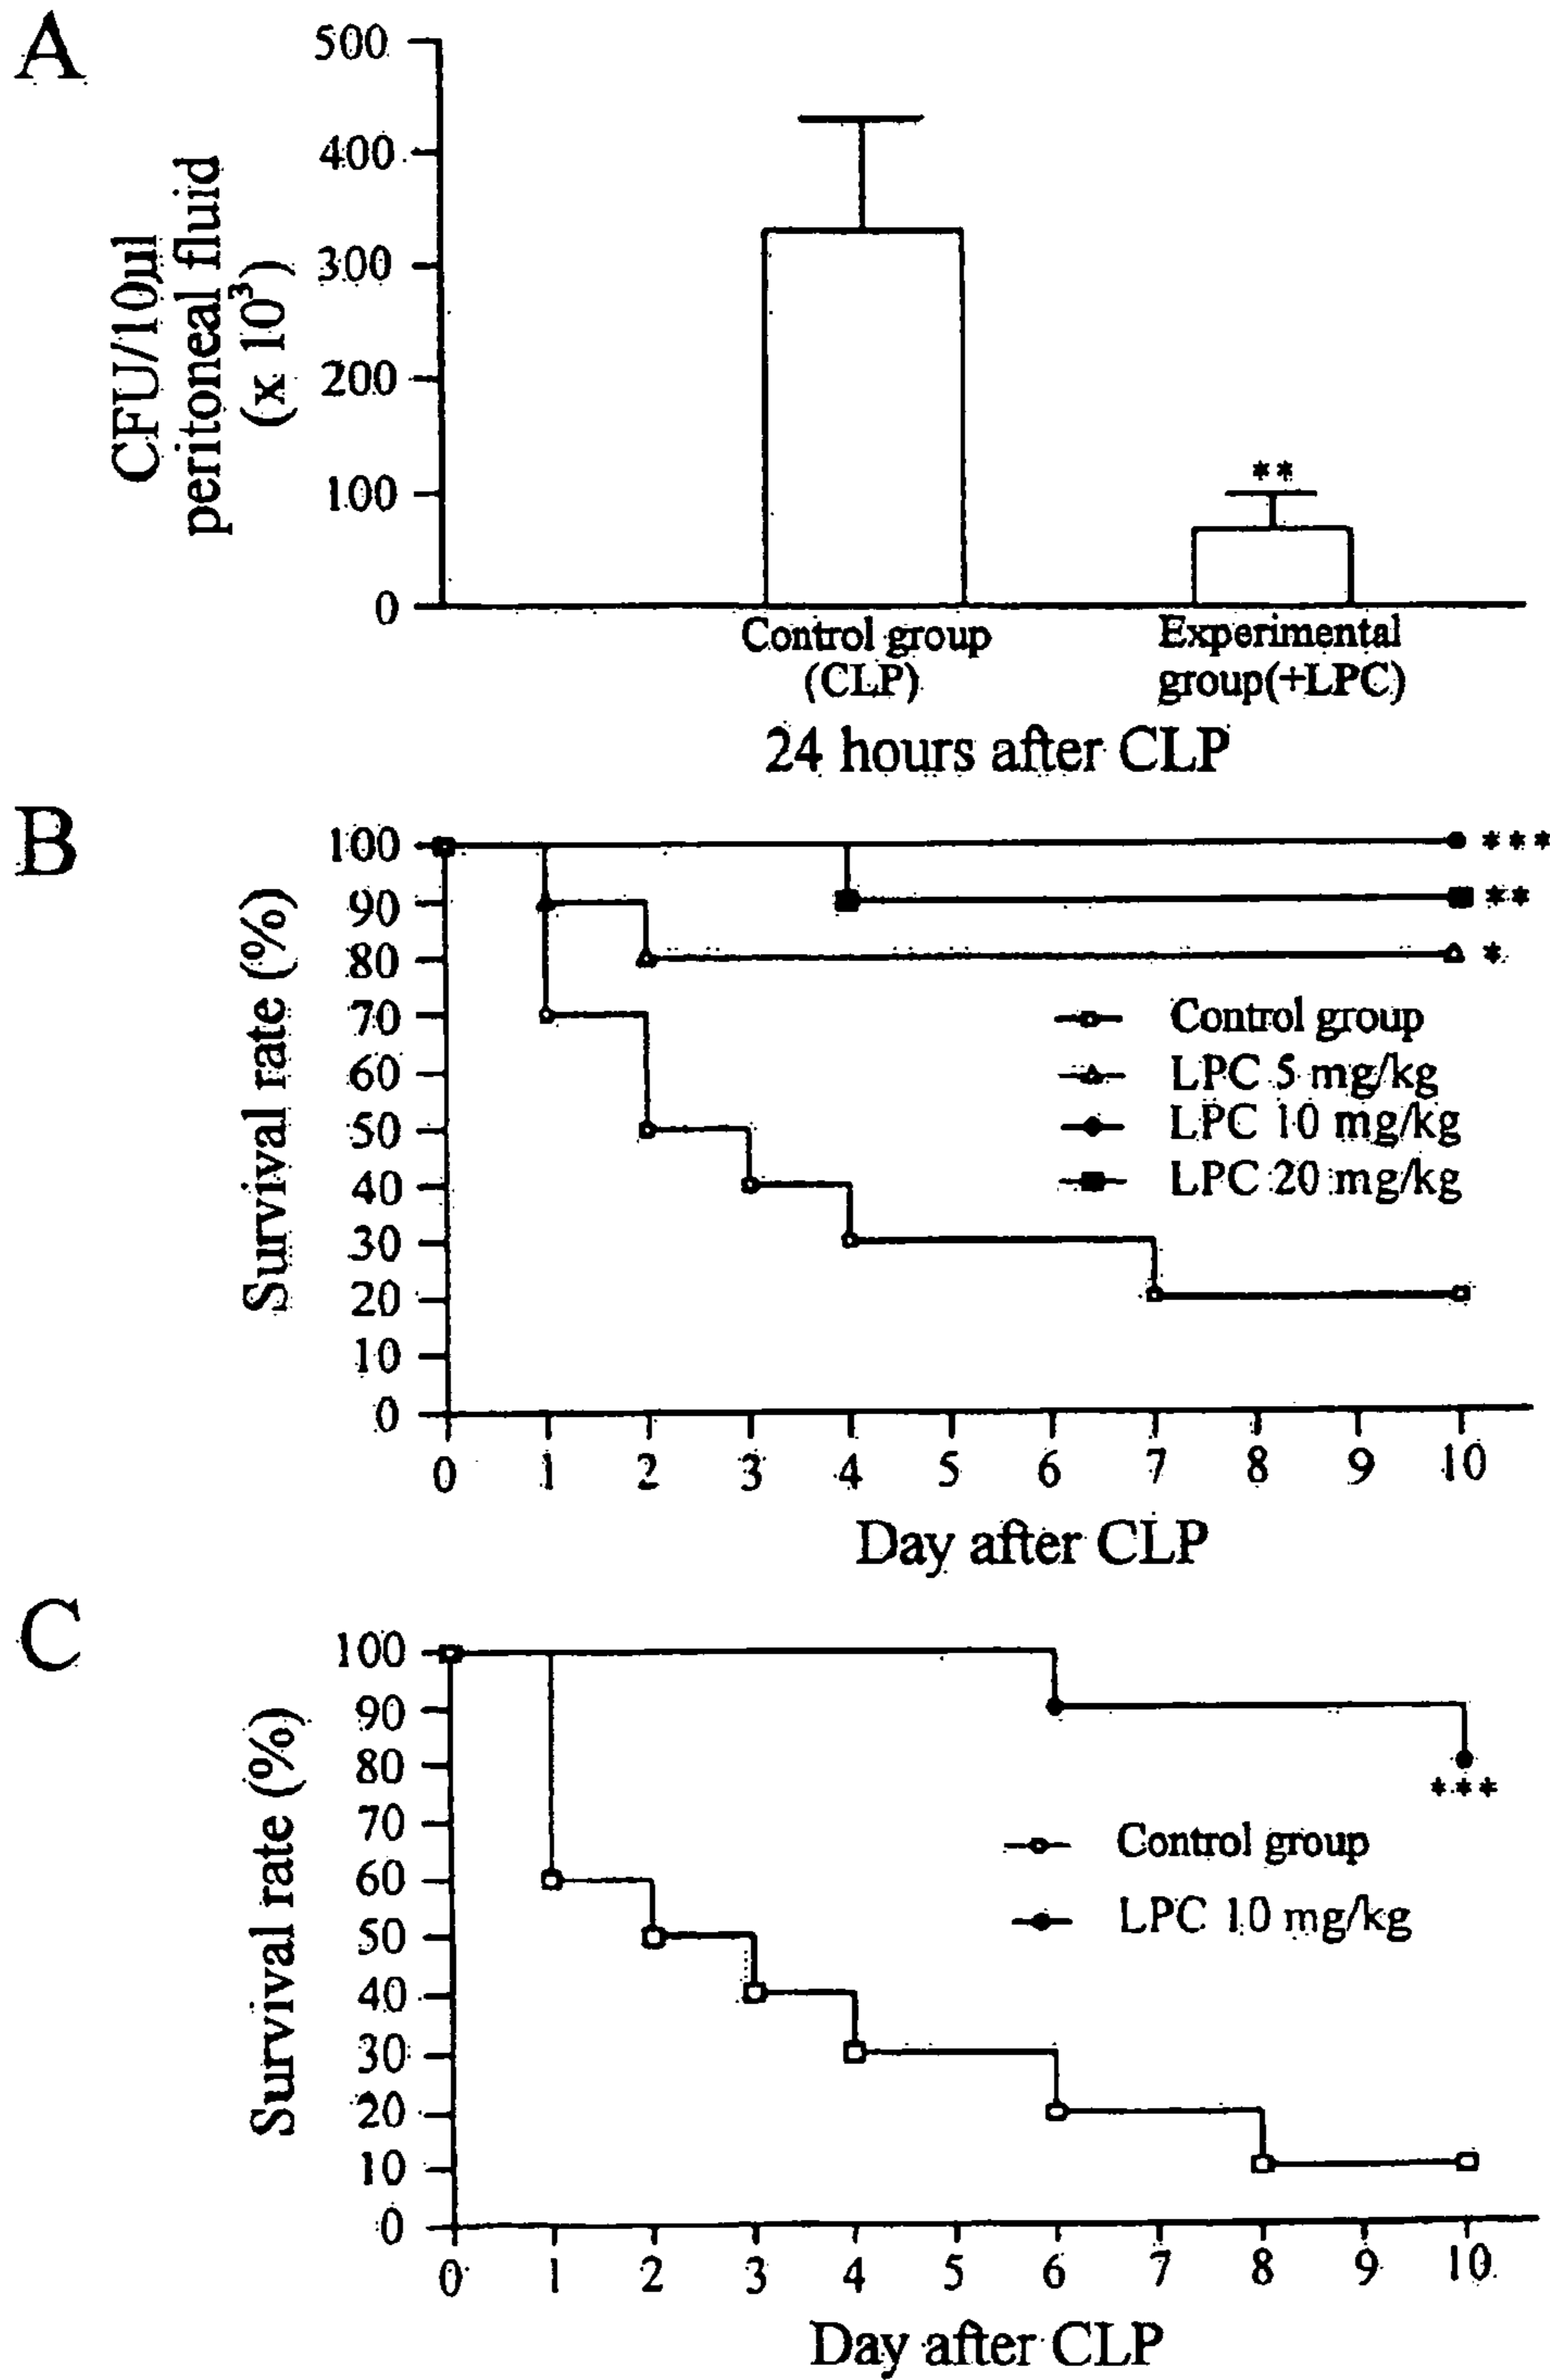 A
500
400
300
200
100
0
CFU/10µl
peritoneal fluid
(x 10³)
**
Control group
(CLP)
Experimental
group(+LPC)
24 hours after CLP
B
100
90
80
70
60
50
40
30
20
10
0
Survival rate (%)
***
**
*
Control group
LPC 5 mg/kg
LPC 10 mg/kg
LPC 20 mg/kg
0 1 2 3 4 5 6 7 8 9 10
Day after CLP
C
100
90
80
70
60
50
40
30
20
10
0
Survival rate (%)
***
Control group
LPC 10 mg/kg
0 1 2 3 4 5 6 7 8 9 10
Day after CLP